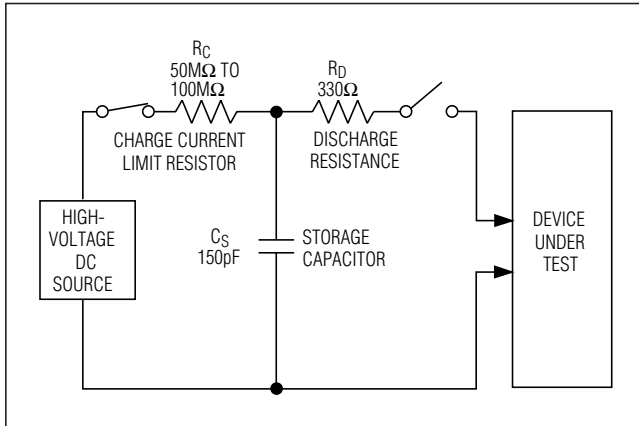 R_C
50MΩ TO
100MΩ
CHARGE CURRENT
LIMIT RESISTOR
R_D
330Ω
DISCHARGE
RESISTANCE
HIGH-
VOLTAGE
DC
SOURCE
C_S
150pF
STORAGE
CAPACITOR
DEVICE
UNDER
TEST